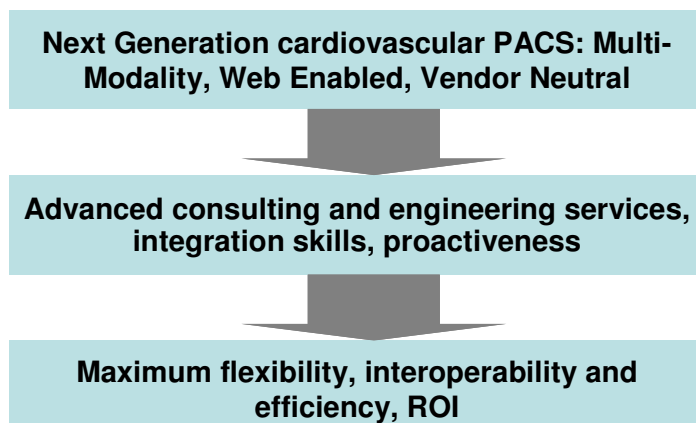 Next Generation cardiovascular PACS: Multi-
Modality, Web Enabled, Vendor Neutral
Advanced consulting and engineering services,
integration skills, proactiveness
Maximum flexibility, interoperability and
efficiency, ROI